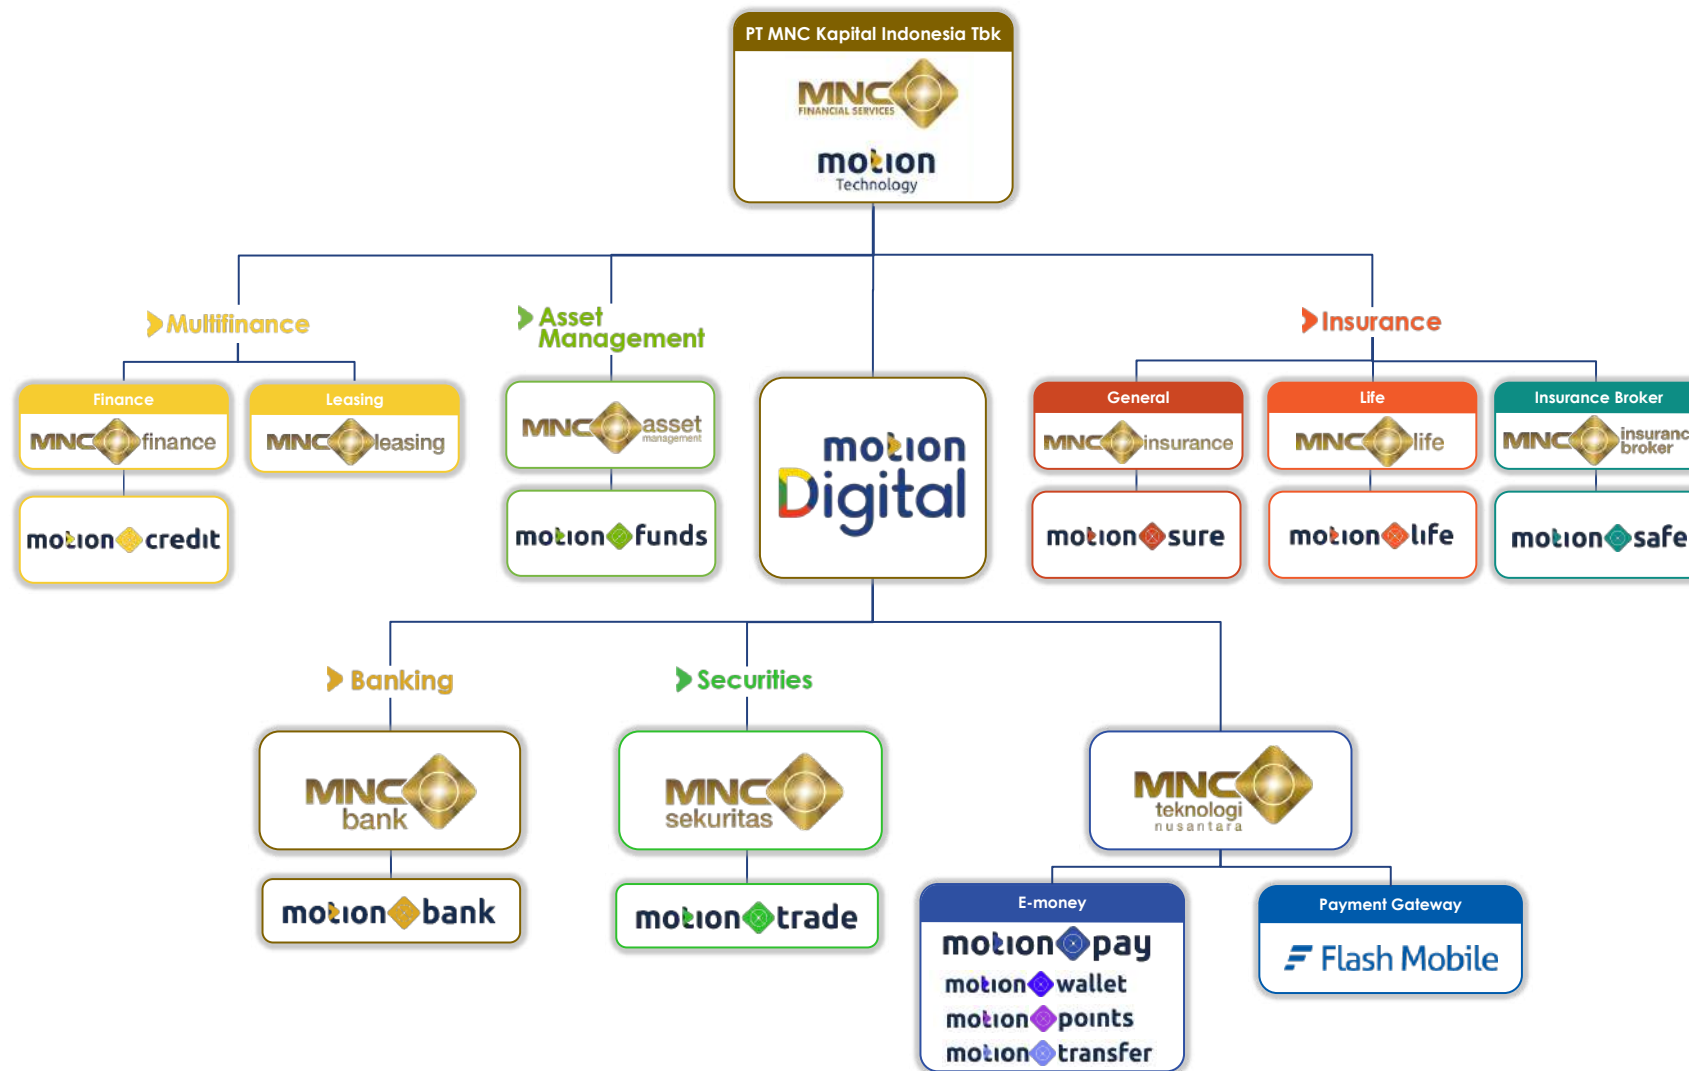 PT MNC Kapital Indonesia Tbk
MNC
FINANCIAL SERVICES
motion
Technology
Multifinance
Asset
Management
Insurance
Finance
MNC finance
motion credit
Leasing
MNC leasing
MNC asset
management
motion funds
motion
Digital
General
MNC insurance
motion sure
Life
MNC life
motion life
Insurance Broker
MNC insuranc
broker
motion safe
Banking
MNC
bank
motion bank
Securities
MNC
sekuritas
motion trade
MNC
teknologi
nusantara
E-money
motion pay
motion wallet
motion points
motion transfer
Payment Gateway
Flash Mobile